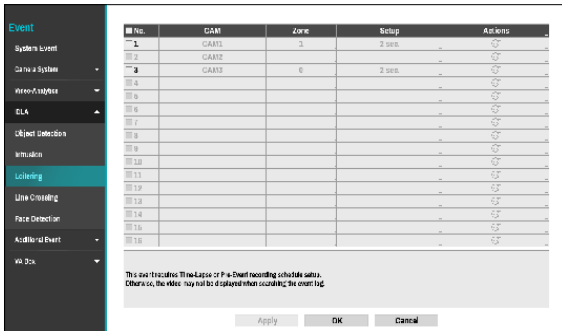 Event
System Event
Camera System
Video-Analytics
IDLA
Object Detection
Intrusion
Loitering
Line Crossing
Face Detection
Additional Event
VA Box
No. CAM Zone Setup Actions
1 CAM1 1 2 sec.
2 CAM2
3 CAM3 0 2 sec.
4
5
6
7
8
9
10
11
12
13
14
15
16
This event requires Time-Lapse or Pre-Event recording schedule setup.
Otherwise, the video may not be displayed when searching the event log.
Apply OK Cancel